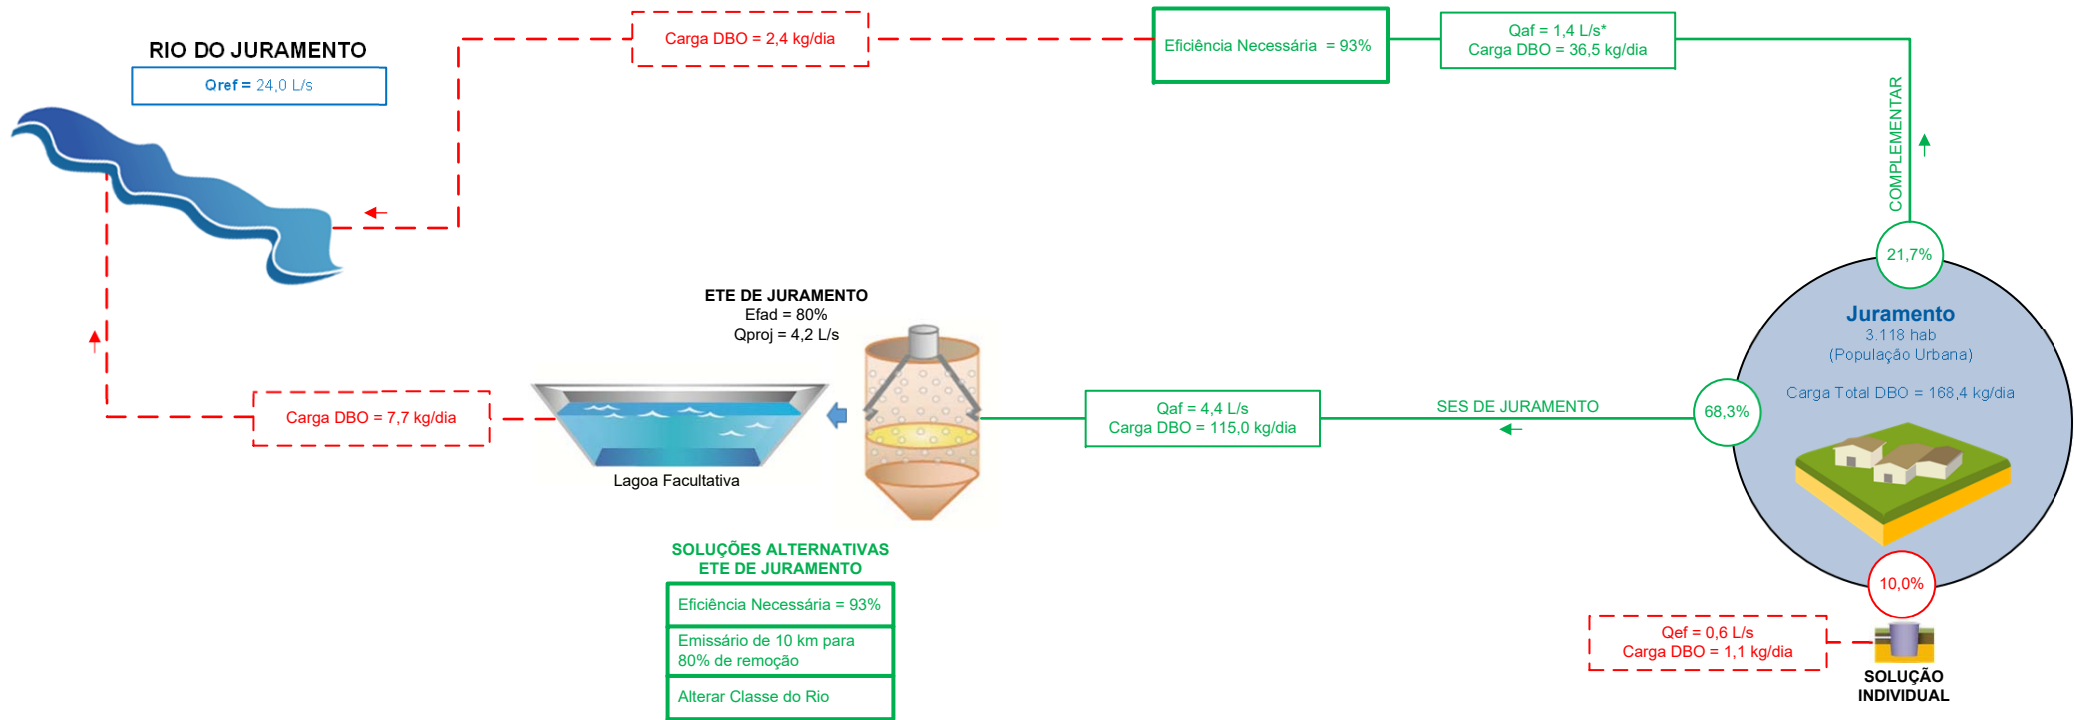 RIO DO JURAMENTO
Qref = 24,0 L/s
Carga DBO = 2,4 kg/dia
Eficiência Necessária = 93%
Qaf = 1,4 L/s*
Carga DBO = 36,5 kg/dia
COMPLEMENTAR
21,7%
Juramento
3.118 hab
(População Urbana)
Carga Total DBO = 168,4 kg/dia
68,3%
SES DE JURAMENTO
Qaf = 4,4 L/s
Carga DBO = 115,0 kg/dia
ETE DE JURAMENTO
Efad = 80%
Qproj = 4,2 L/s
Lagoa Facultativa
Carga DBO = 7,7 kg/dia
SOLUÇÕES ALTERNATIVAS
ETE DE JURAMENTO
Eficiência Necessária = 93%
Emissário de 10 km para
80% de remoção
Alterar Classe do Rio
10,0%
Qef = 0,6 L/s
Carga DBO = 1,1 kg/dia
SOLUÇÃO
INDIVIDUAL